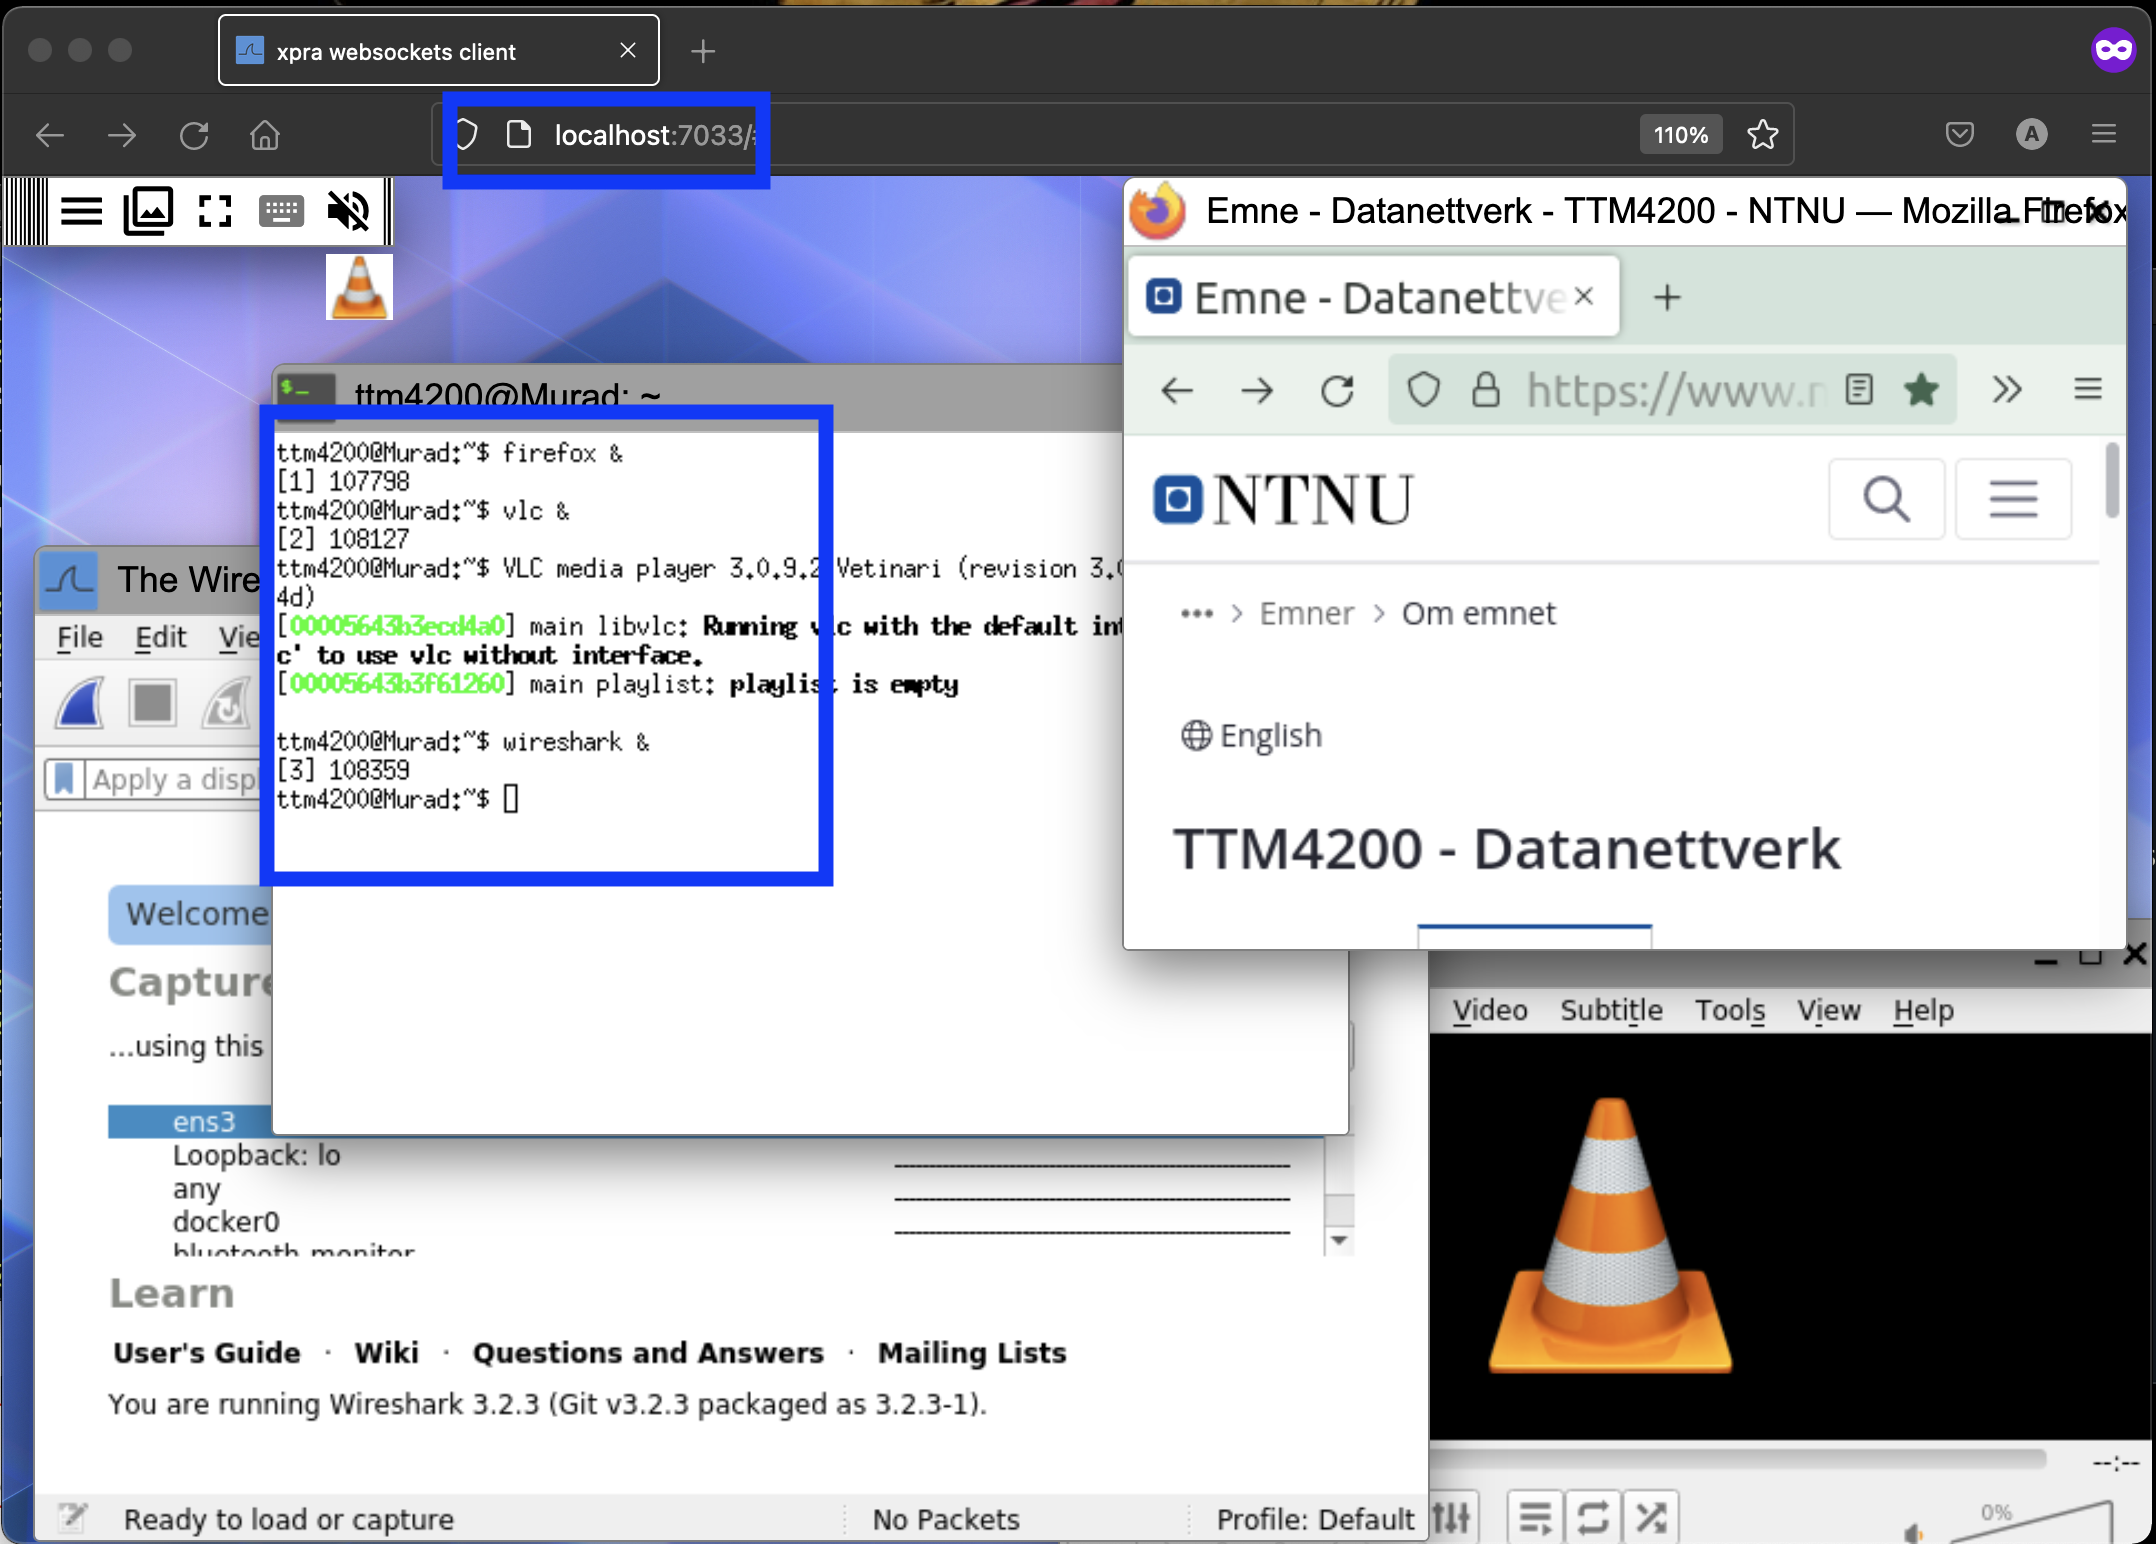 xpra websockets client
localhost:7033/
110%
A
Emne - Datanettverk - TTM4200 - NTNU — Mozilla Firefox
Emne - Datanettve
https://www.n
NTNU
Emner > Om emnet
English
TTM4200 - Datanettverk
$_ ttm4200@Murad: ~
ttm4200@Murad:~$ firefox &
[1] 107798
ttm4200@Murad:~$ vlc &
[2] 108127
ttm4200@Murad:~$ VLC media player 3.0.9.2 Vetinari (revision 3.0
4d)
[00005643b3ecd4a0] main libvlc: Running vlc with the default in
c' to use vlc without interface.
[00005643b3f61260] main playlist: playlist is empty
ttm4200@Murad:~$ wireshark &
[3] 108359
ttm4200@Murad:~$
The Wire
File Edit Vie
Apply a disp
Welcome
Capture
...using this
ens3
Loopback: lo
any
docker0
bluetooth-monitor
Learn
User's Guide · Wiki · Questions and Answers · Mailing Lists
You are running Wireshark 3.2.3 (Git v3.2.3 packaged as 3.2.3-1).
Ready to load or capture No Packets Profile: Default
Video Subtitle Tools View Help
--:--
0%